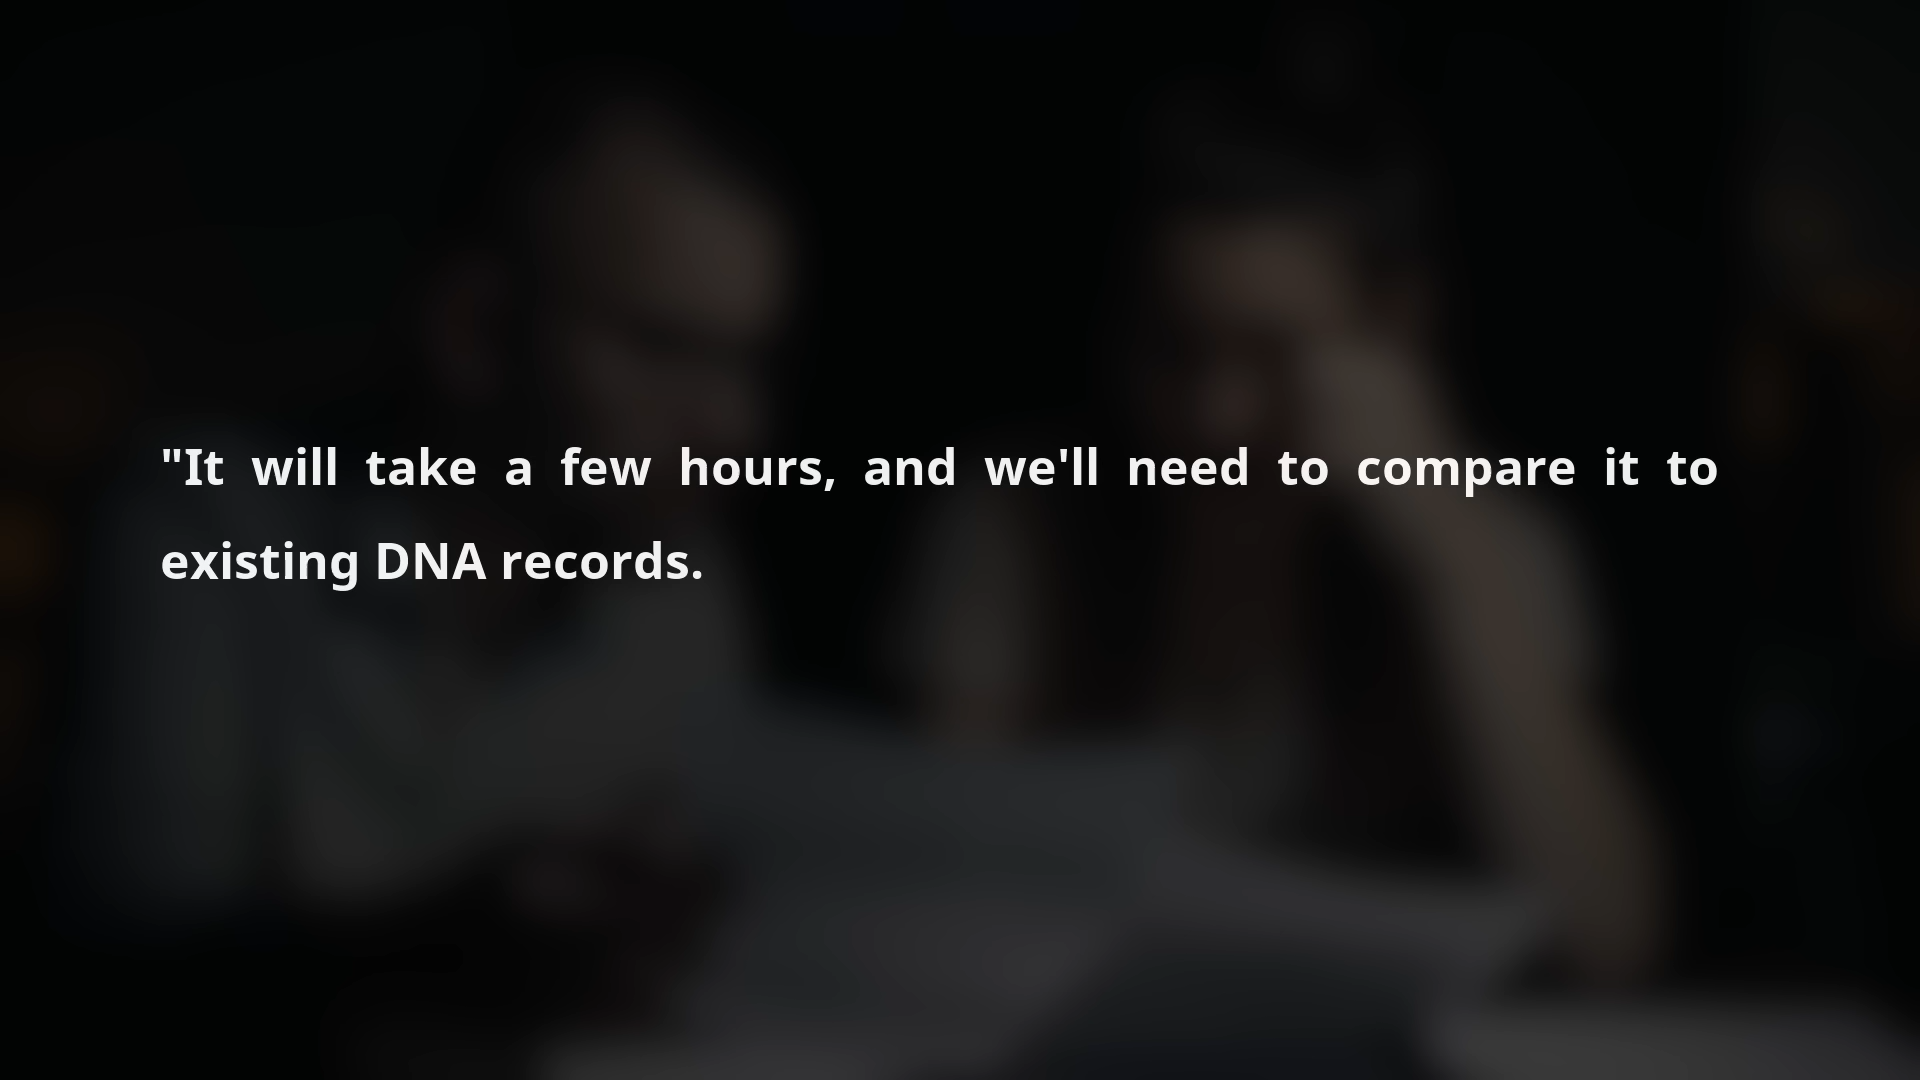 "It will take a few hours, and we'll need to compare it to
existing DNA records.